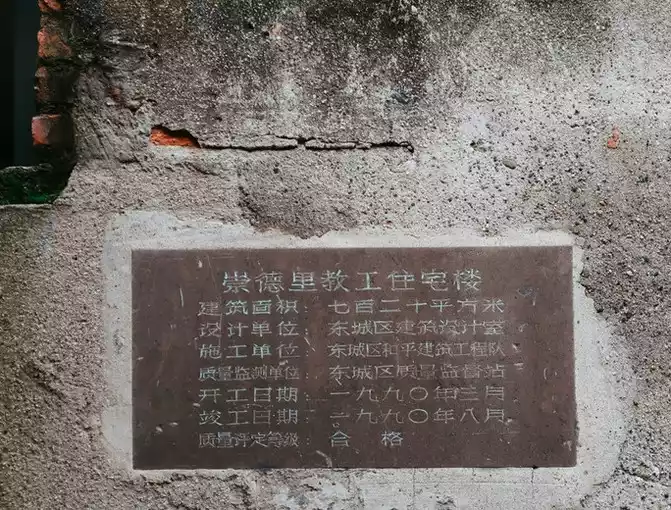 崇德里教工住宅楼
建筑面积：七百二十平方米
设计单位：东城区建筑设计室
施工单位：东城区和平建筑工程队
质量监测单位：东城区质量监督站
开工日期：一九九〇年三月
竣工日期：一九九〇年八月
质量评定等级：合格